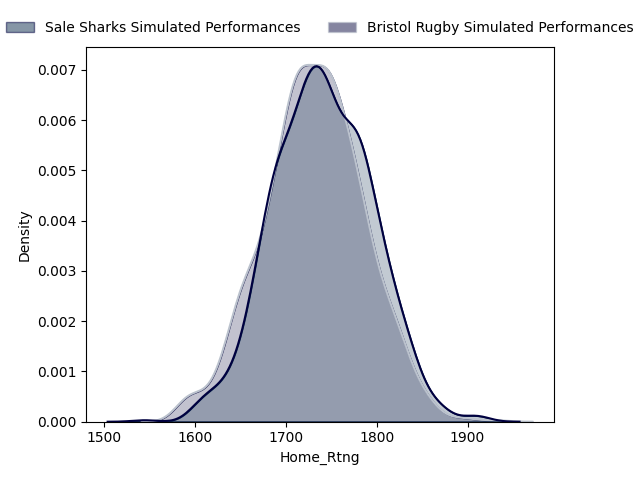 Sale Sharks Simulated Performances Bristol Rugby Simulated Performances
0.007
0.006
0.005
0.004
0.003
0.002
0.001
0.000
Density
1500 1600 1700 1800 1900
Home_Rtng